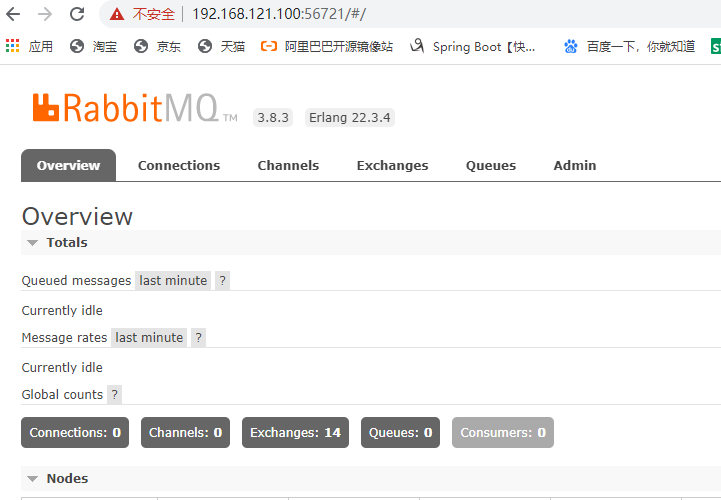 不安全 | 192.168.121.100:56721/#/
应用 淘宝 京东 天猫 阿里巴巴开源镜像站 Spring Boot【快... 百度一下，你就知道
RabbitMQ TM 3.8.3 Erlang 22.3.4
Overview Connections Channels Exchanges Queues Admin
Overview
Totals
Queued messages last minute ?
Currently idle
Message rates last minute ?
Currently idle
Global counts ?
Connections: 0 Channels: 0 Exchanges: 14 Queues: 0 Consumers: 0
Nodes